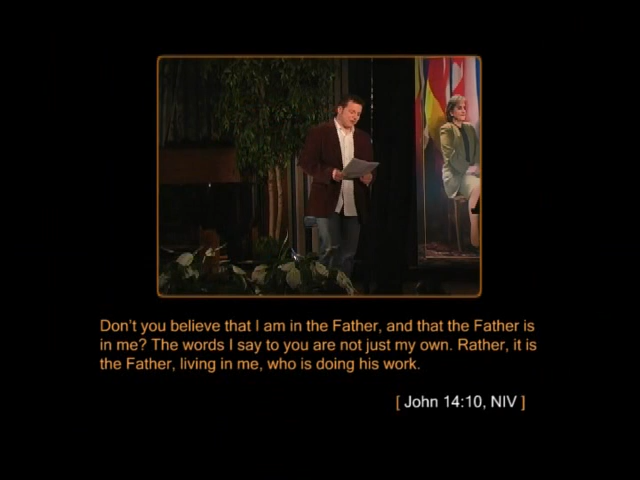 Don't you believe that I am in the Father, and that the Father is
in me? The words I say to you are not just my own. Rather, it is
the Father, living in me, who is doing his work.
[ John 14:10, NIV ]